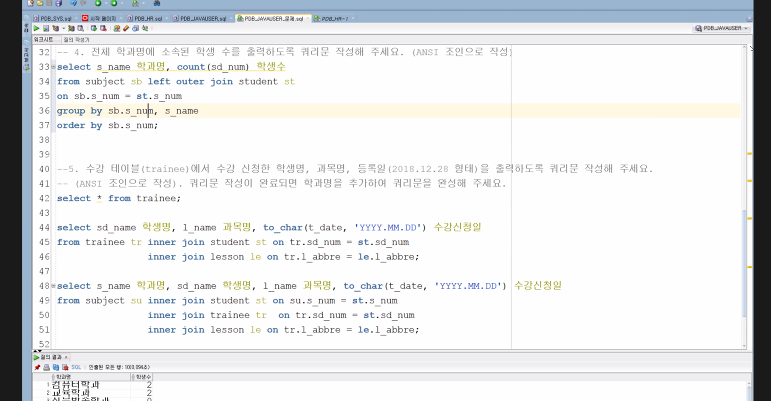 PDB_SYS.sql 시작 페이지 PDB_HR.sql PDB_JAVAUSER.sql PDB_JAVAUSER_문제.sql PDB_HR~1
PDB_JAVAUSER
워크시트 질의 작성기
32 -- 4. 전체 학과명에 소속된 학생 수를 출력하도록 쿼리문 작성해 주세요. (ANSI 조인으로 작성)
33 select s_name 학과명, count(sd_num) 학생수
34 from subject sb left outer join student st
35 on sb.s_num = st.s_num
36 group by sb.s_num, s_name
37 order by sb.s_num;
38
39
40 --5. 수강 테이블(trainee)에서 수강 신청한 학생명, 과목명, 등록일(2018.12.28 형태)을 출력하도록 쿼리문 작성해 주세요.
41 -- (ANSI 조인으로 작성). 쿼리문 작성이 완료되면 학과명을 추가하여 쿼리문을 완성해 주세요.
42 select * from trainee;
43
44 select sd_name 학생명, l_name 과목명, to_char(t_date, 'YYYY.MM.DD') 수강신청일
45 from trainee tr inner join student st on tr.sd_num = st.sd_num
46 inner join lesson le on tr.l_abbre = le.l_abbre;
47
48 select s_name 학과명, sd_name 학생명, l_name 과목명, to_char(t_date, 'YYYY.MM.DD') 수강신청일
49 from subject su inner join student st on su.s_num = st.s_num
50 inner join trainee tr on tr.sd_num = st.sd_num
51 inner join lesson le on tr.l_abbre = le.l_abbre;
52
질의 결과
SQL 인출된 모든 행: 10(0.094초)
학과명 학생수
1 컴퓨터학과 2
2 교육학과 2